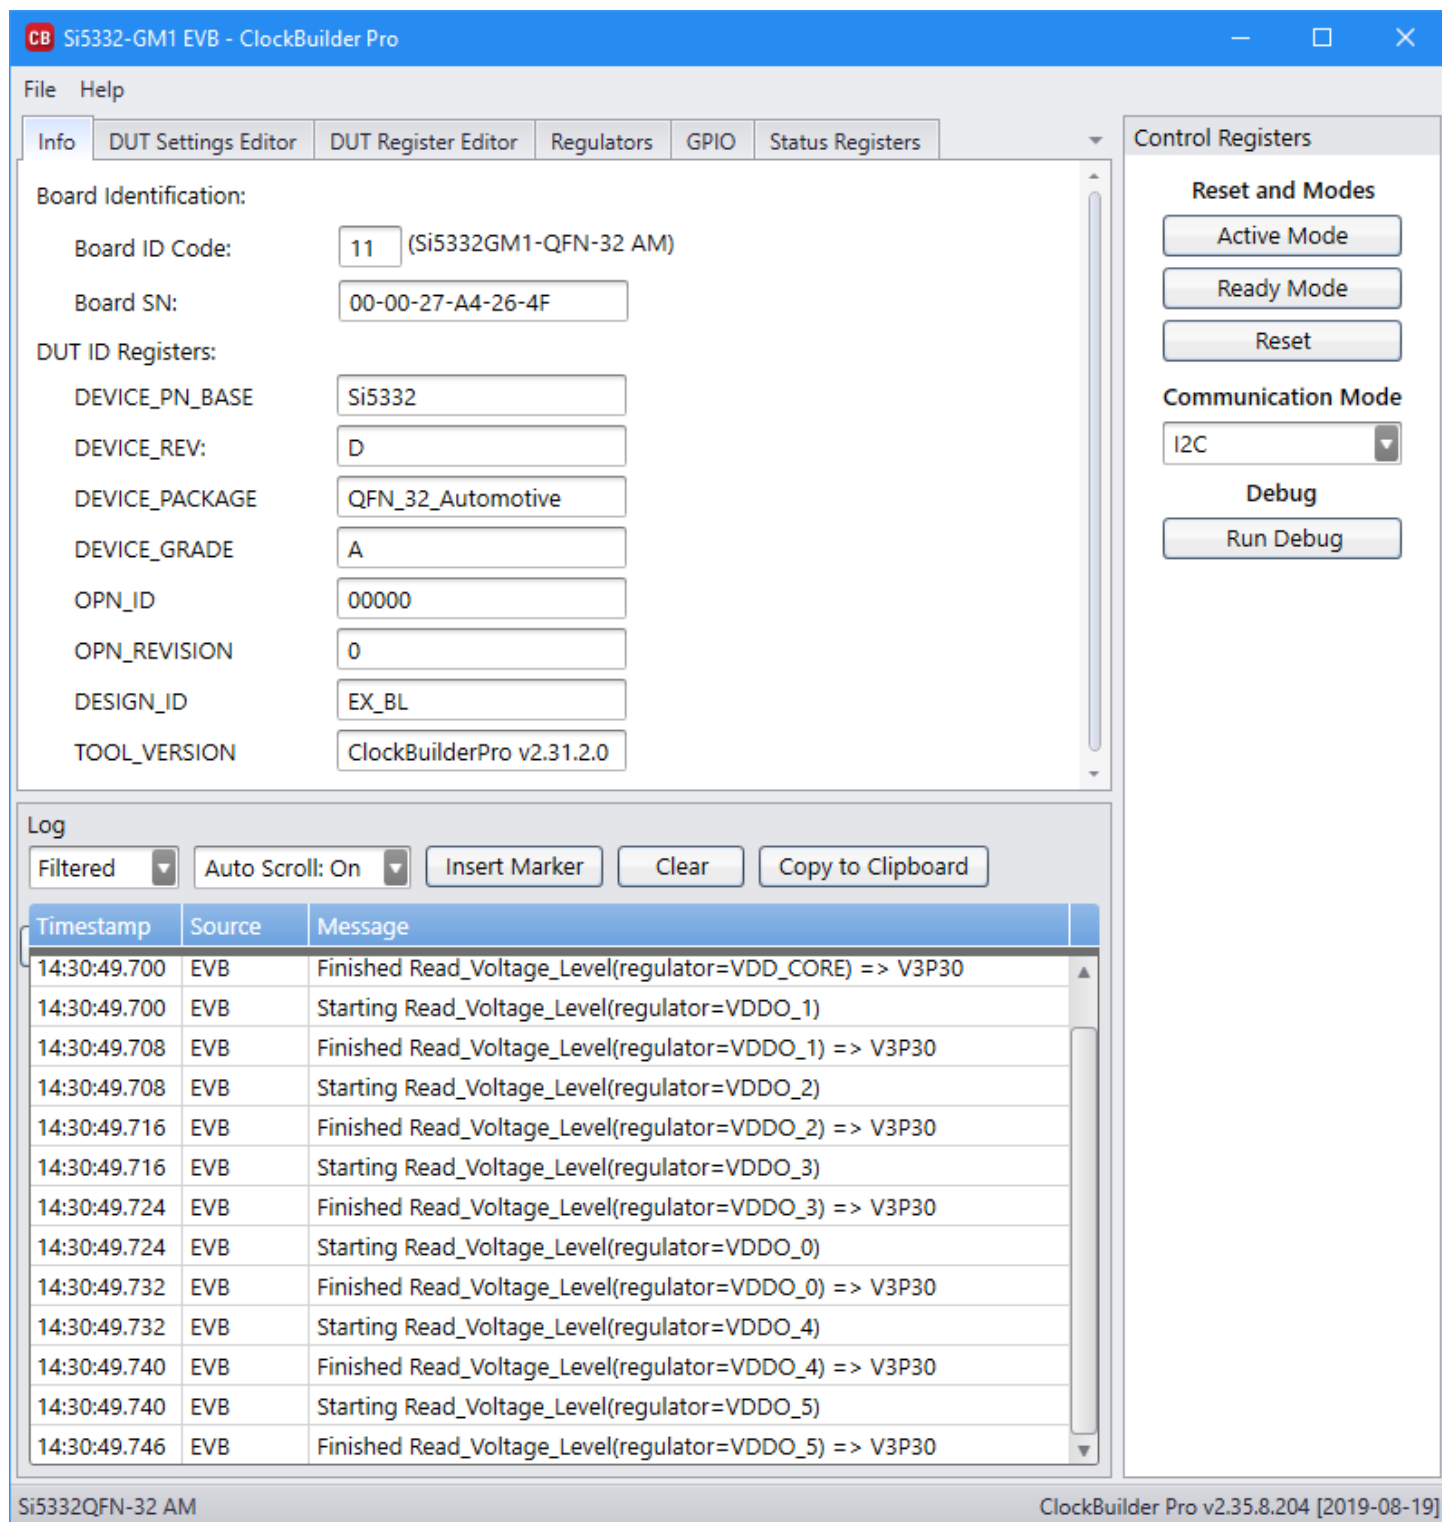 CB Si5332-GM1 EVB - ClockBuilder Pro
File Help
Info DUT Settings Editor DUT Register Editor Regulators GPIO Status Registers
Board Identification:
Board ID Code: 11 (Si5332GM1-QFN-32 AM)
Board SN: 00-00-27-A4-26-4F
DUT ID Registers:
DEVICE_PN_BASE Si5332
DEVICE_REV: D
DEVICE_PACKAGE QFN_32_Automotive
DEVICE_GRADE A
OPN_ID 00000
OPN_REVISION 0
DESIGN_ID EX_BL
TOOL_VERSION ClockBuilderPro v2.31.2.0
Control Registers
Reset and Modes
Active Mode
Ready Mode
Reset
Communication Mode
I2C
Debug
Run Debug
Log
Filtered Auto Scroll: On Insert Marker Clear Copy to Clipboard
Timestamp Source Message
14:30:49.700 EVB Finished Read_Voltage_Level(regulator=VDD_CORE) => V3P30
14:30:49.700 EVB Starting Read_Voltage_Level(regulator=VDDO_1)
14:30:49.708 EVB Finished Read_Voltage_Level(regulator=VDDO_1) => V3P30
14:30:49.708 EVB Starting Read_Voltage_Level(regulator=VDDO_2)
14:30:49.716 EVB Finished Read_Voltage_Level(regulator=VDDO_2) => V3P30
14:30:49.716 EVB Starting Read_Voltage_Level(regulator=VDDO_3)
14:30:49.724 EVB Finished Read_Voltage_Level(regulator=VDDO_3) => V3P30
14:30:49.724 EVB Starting Read_Voltage_Level(regulator=VDDO_0)
14:30:49.732 EVB Finished Read_Voltage_Level(regulator=VDDO_0) => V3P30
14:30:49.732 EVB Starting Read_Voltage_Level(regulator=VDDO_4)
14:30:49.740 EVB Finished Read_Voltage_Level(regulator=VDDO_4) => V3P30
14:30:49.740 EVB Starting Read_Voltage_Level(regulator=VDDO_5)
14:30:49.746 EVB Finished Read_Voltage_Level(regulator=VDDO_5) => V3P30
Si5332QFN-32 AM ClockBuilder Pro v2.35.8.204 [2019-08-19]